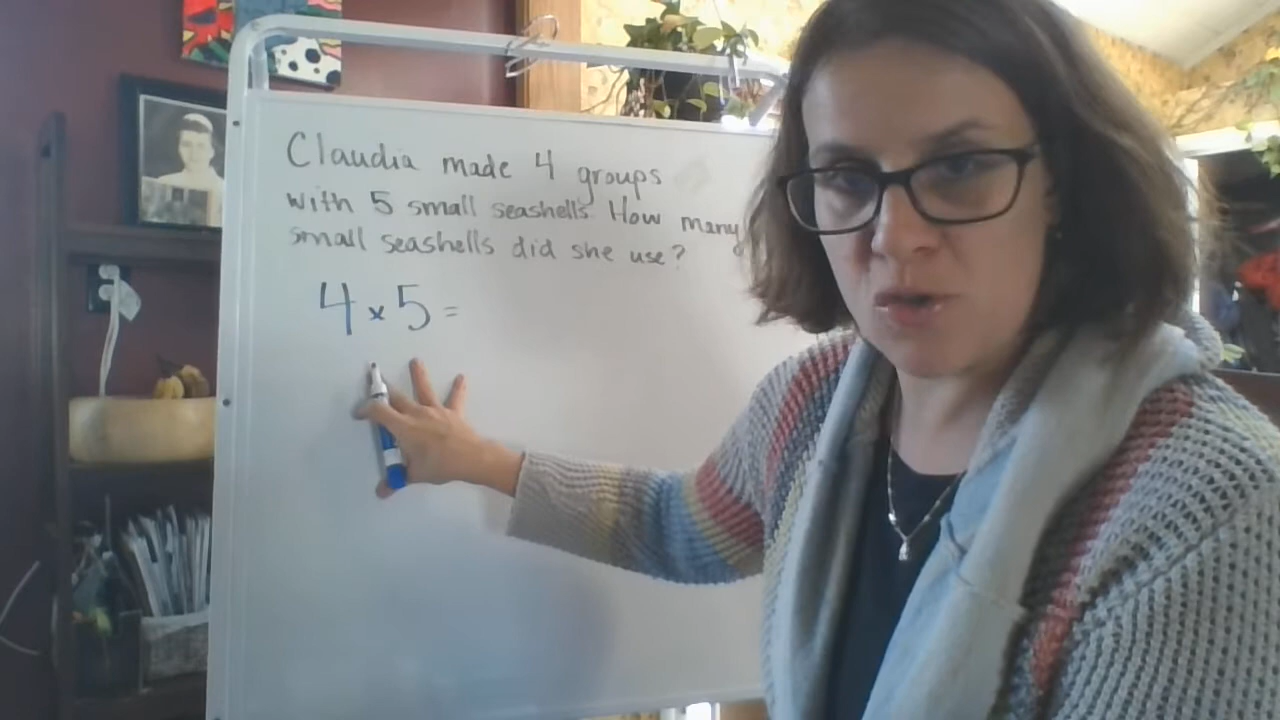 Claudia made 4 groups
with 5 small seashells. How many
small seashells did she use?
4 x 5 =